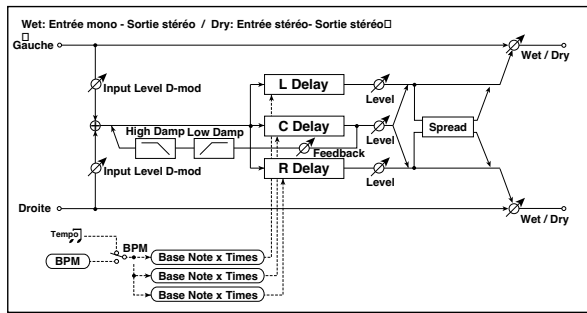 Wet: Entrée mono - Sortie stéréo / Dry: Entrée stéréo- Sortie stéréo
Gauche
Wet / Dry
Input Level D-mod
L Delay
Level
High Damp
Low Damp
C Delay
Level
Spread
Feedback
Input Level D-mod
R Delay
Level
Droite
Wet / Dry
Tempo
BPM
BPM
Base Note x Times
Base Note x Times
Base Note x Times